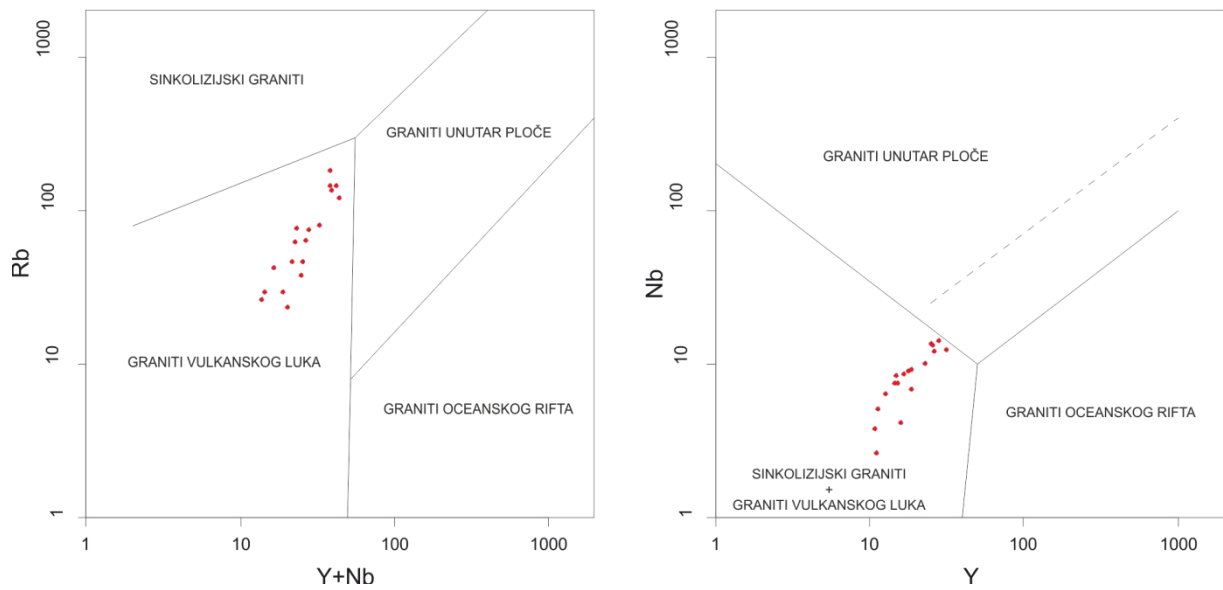 1000
100
10
1
Rb
SINKOLIZIJSKI GRANITI
GRANITI UNUTAR PLOČE
GRANITI VULKANSKOG LUKA
GRANITI OCEANSKOG RIFTA
1 10 100 1000
Y+Nb
1000
100
10
1
Nb
GRANITI UNUTAR PLOČE
GRANITI OCEANSKOG RIFTA
SINKOLIZIJSKI GRANITI
+
GRANITI VULKANSKOG LUKA
1 10 100 1000
Y